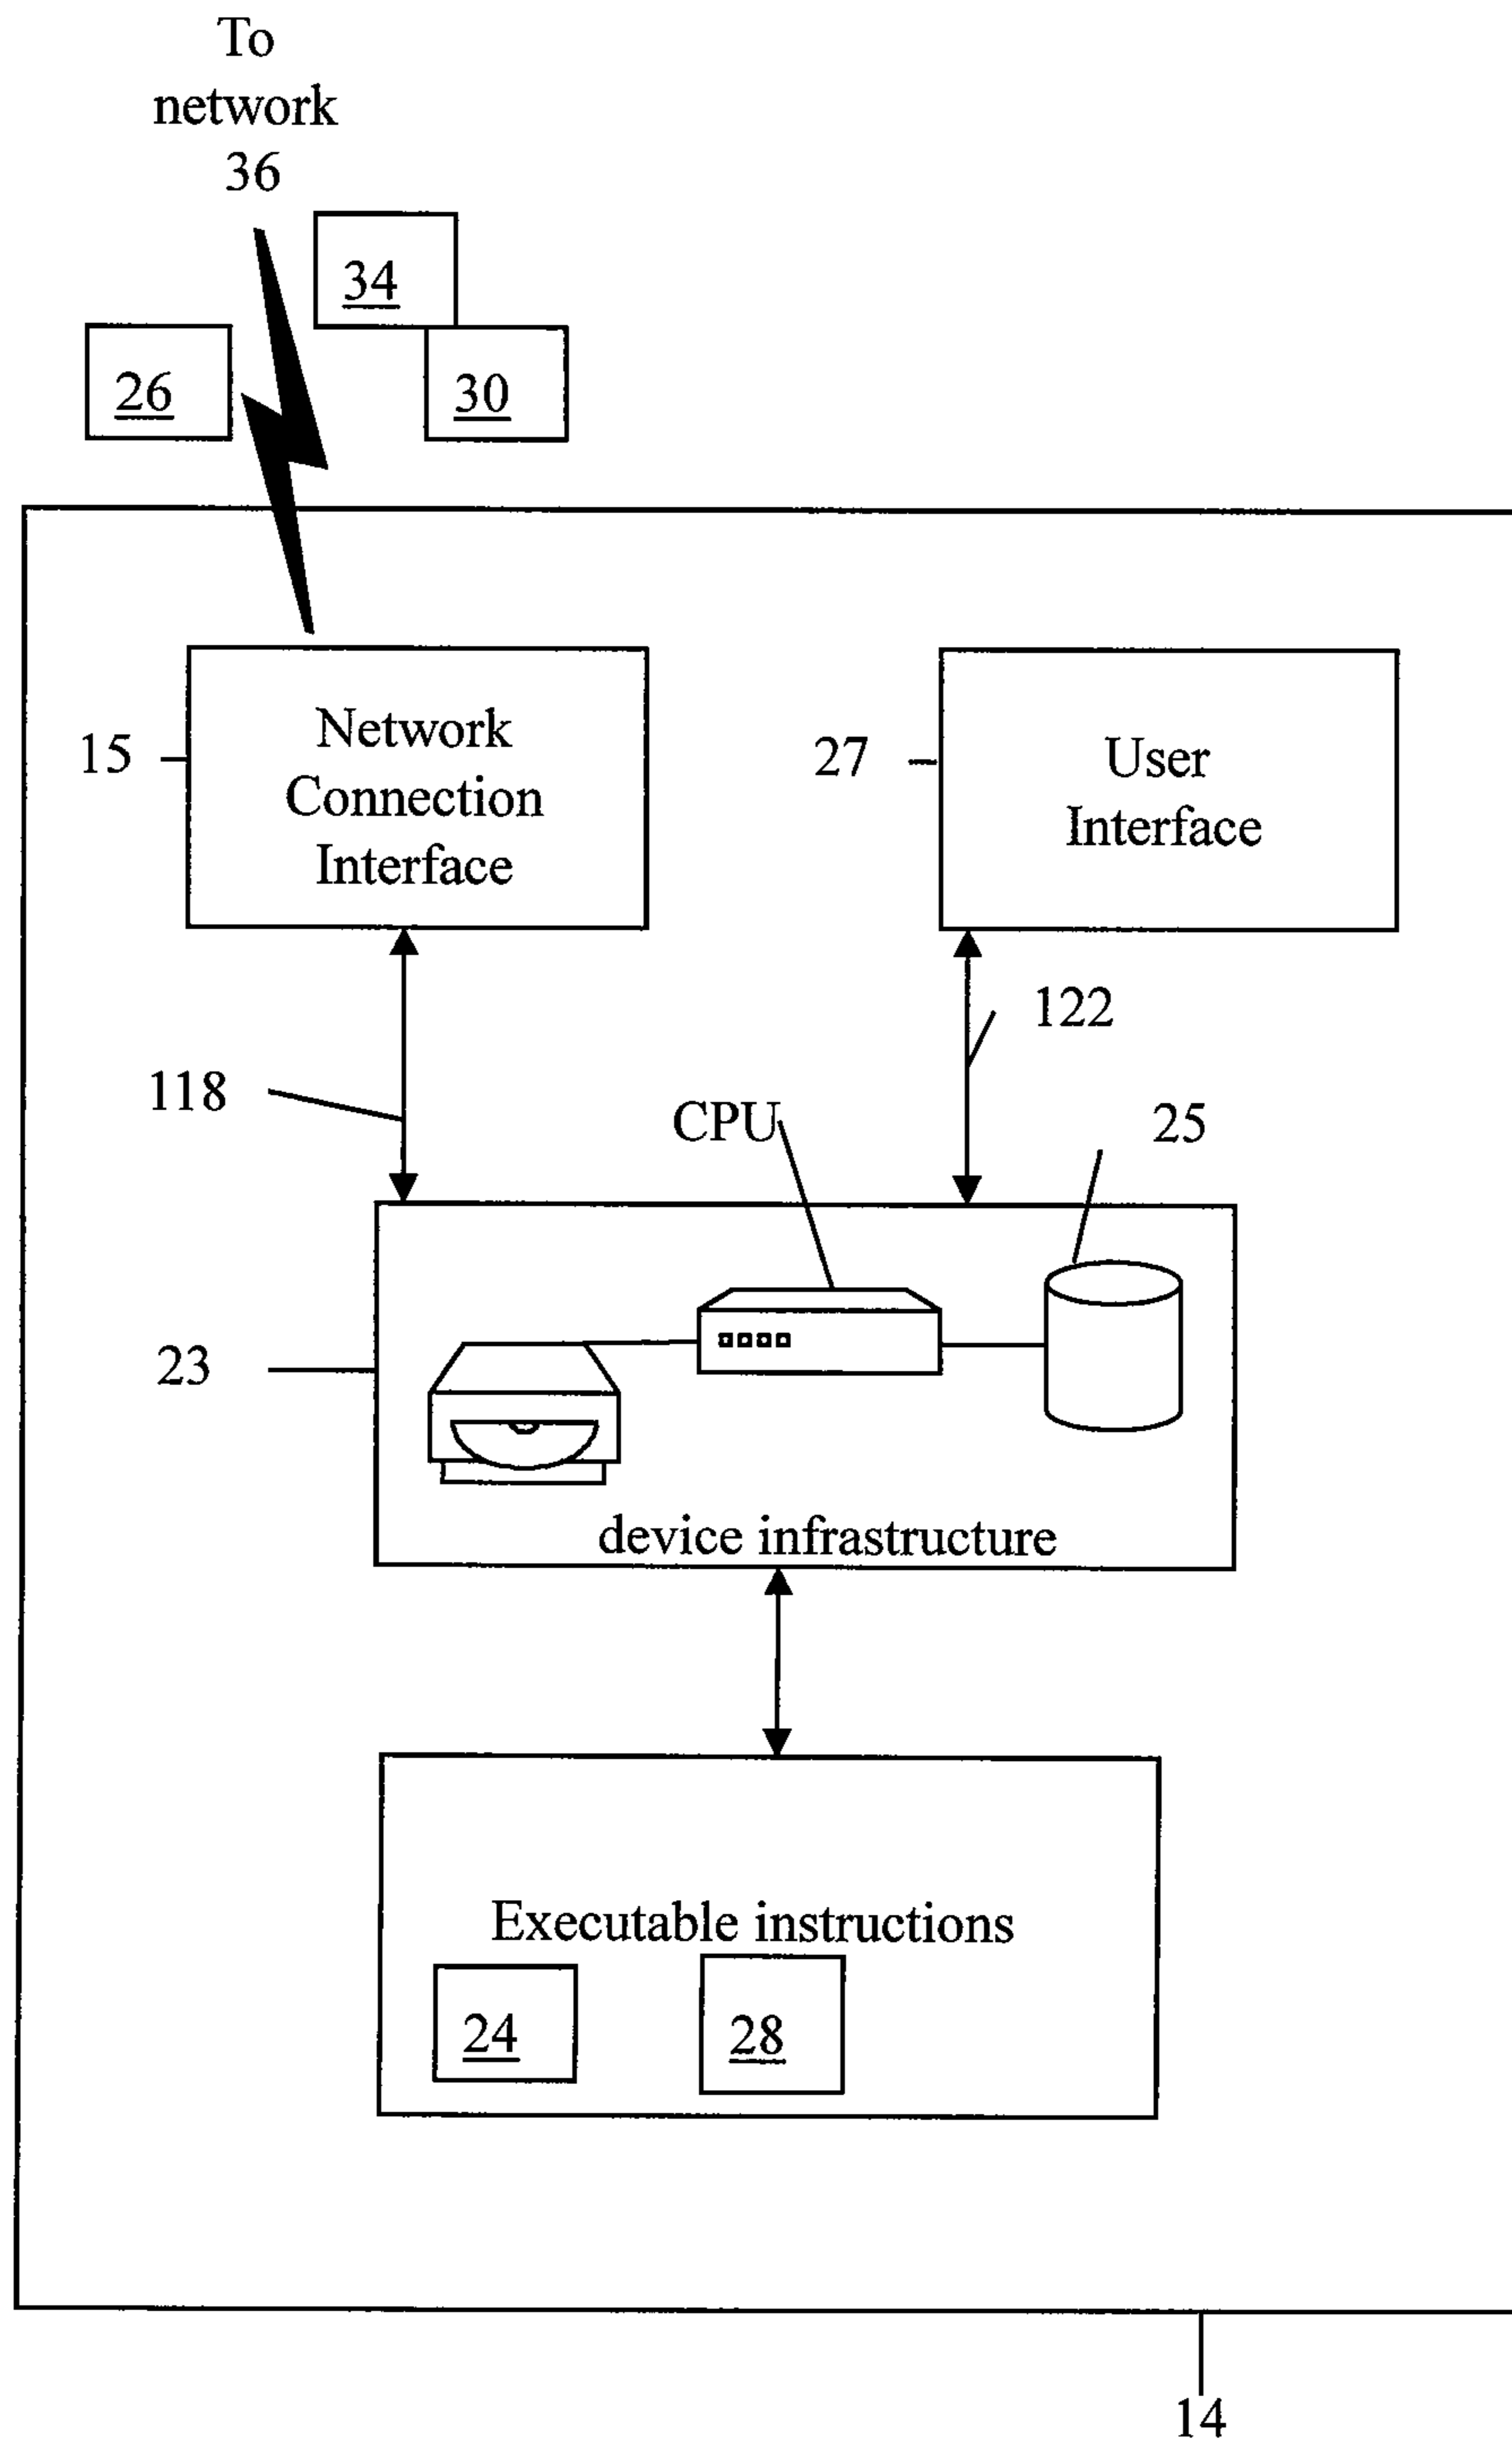 To
network
36
34
26
30
15
Network
Connection
Interface
27
User
Interface
122
118
CPU
25
23
device infrastructure
Executable instructions
24
28
14